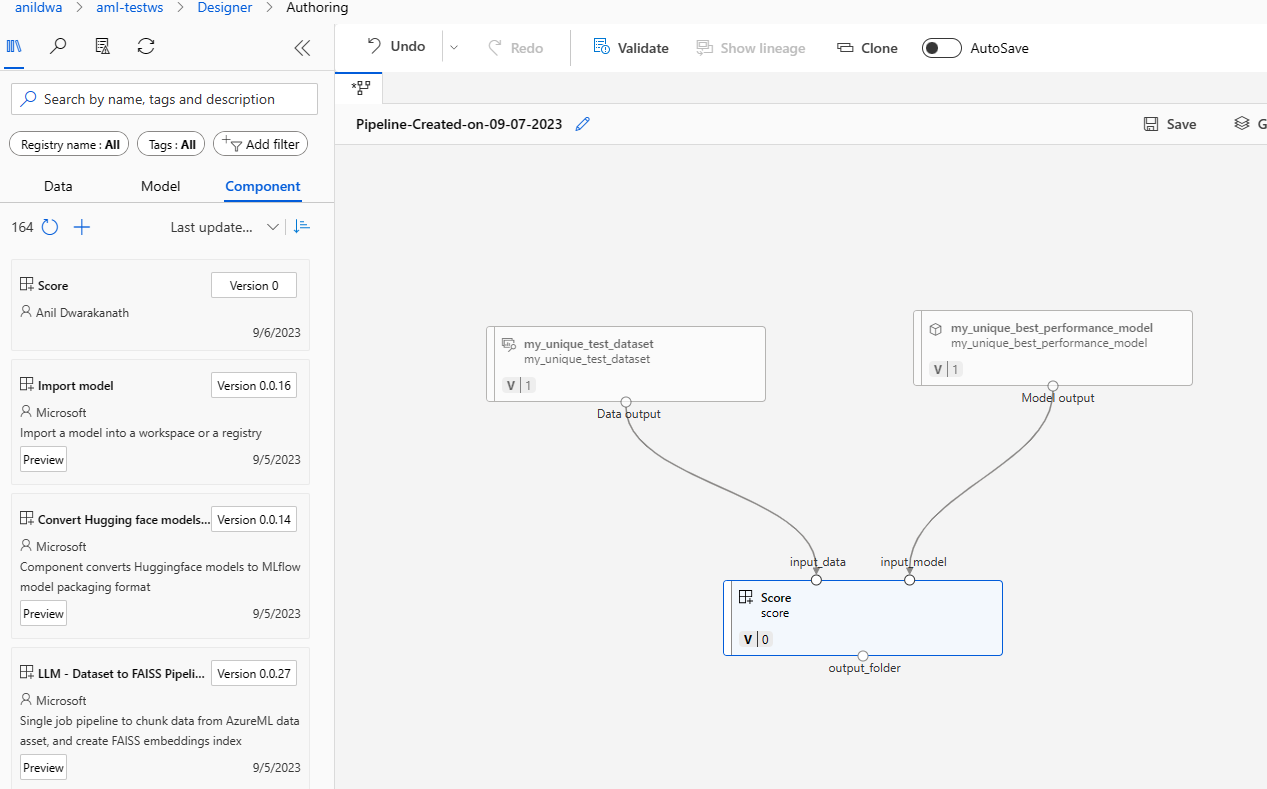 anildwa > aml-testws > Designer > Authoring
Undo Redo Validate Show lineage Clone AutoSave
Search by name, tags and description
Registry name : All Tags : All Add filter
Data Model Component
164 Last update...
Score Version 0
Anil Dwarakanath
9/6/2023
Import model Version 0.0.16
Microsoft
Import a model into a workspace or a registry
Preview 9/5/2023
Convert Hugging face models... Version 0.0.14
Microsoft
Component converts Huggingface models to MLflow
model packaging format
Preview 9/5/2023
LLM - Dataset to FAISS Pipeli... Version 0.0.27
Microsoft
Single job pipeline to chunk data from AzureML data
asset, and create FAISS embeddings index
Preview 9/5/2023
Pipeline-Created-on-09-07-2023 Save G
my_unique_test_dataset
my_unique_test_dataset
V 1
Data output
my_unique_best_performance_model
my_unique_best_performance_model
V 1
Model output
input_data input_model
Score
score
V 0
output_folder